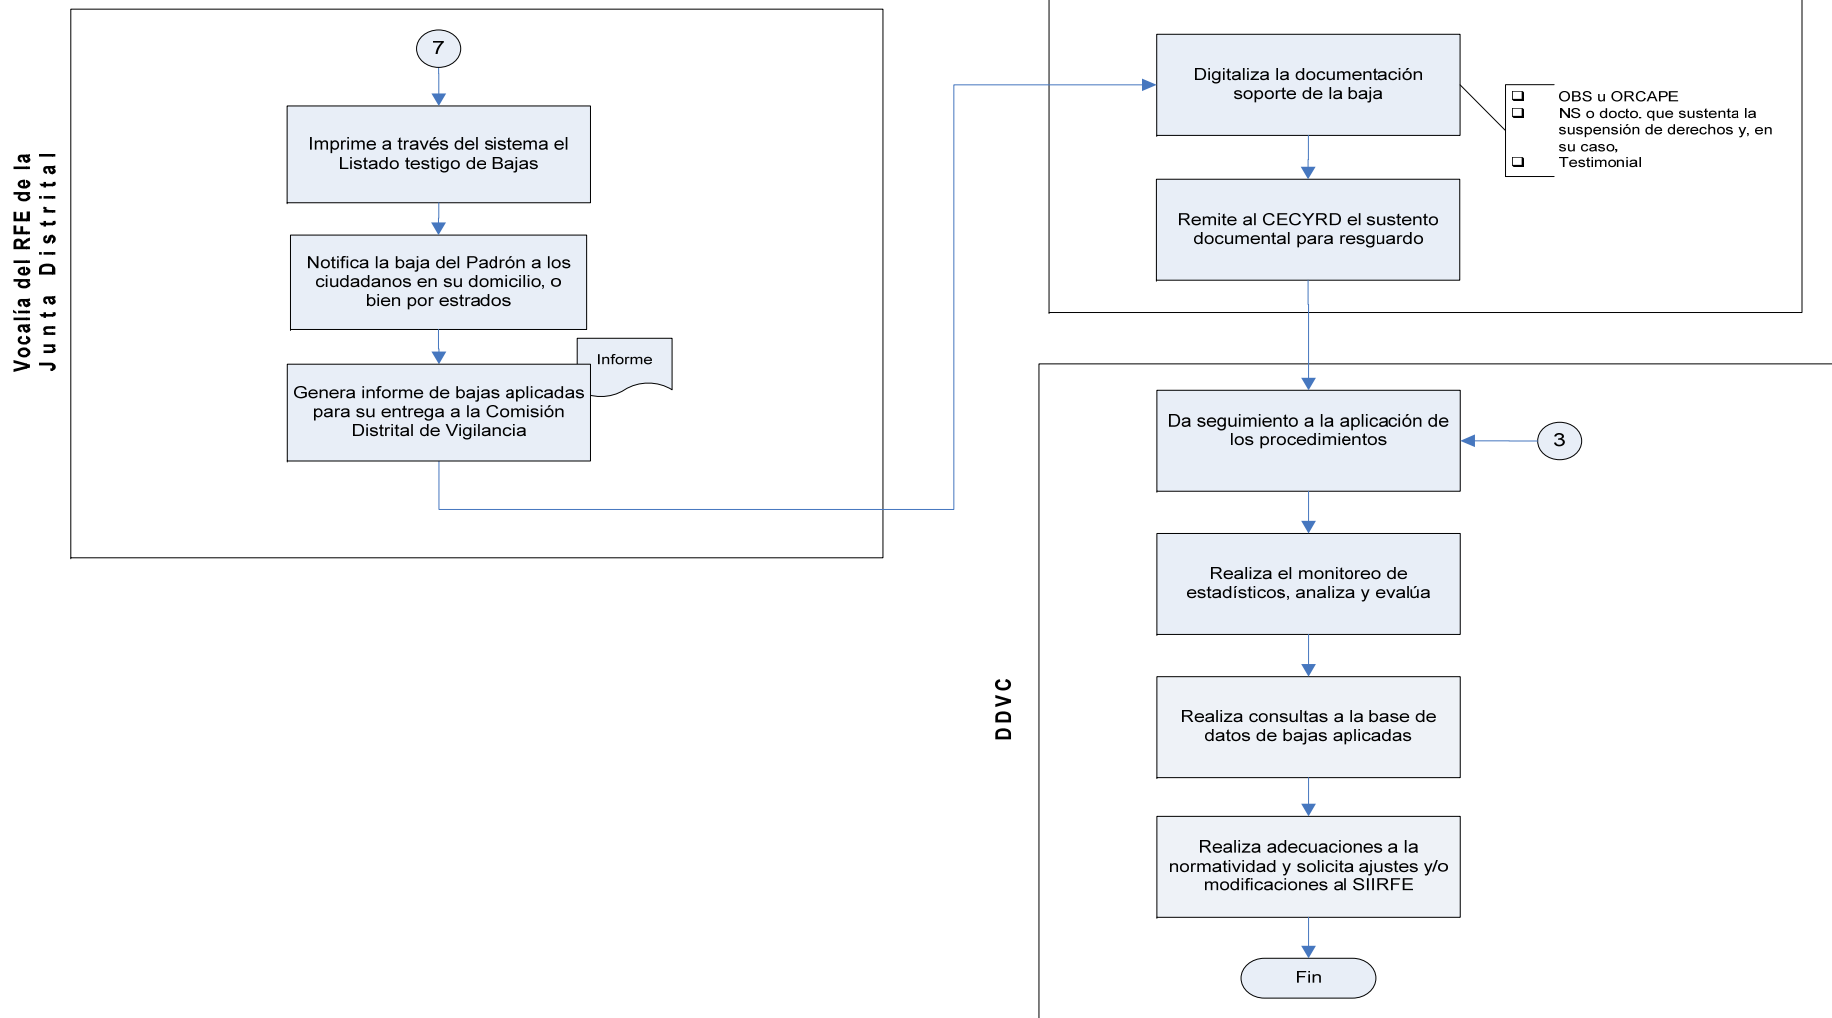 Vocalía del RFE de la
Junta Distrital
7
Imprime a través del sistema el
Listado testigo de Bajas
Notifica la baja del Padrón a los
ciudadanos en su domicilio, o
bien por estrados
Informe
Genera informe de bajas aplicadas
para su entrega a la Comisión
Distrital de Vigilancia
Digitaliza la documentación
soporte de la baja
❑ OBS u ORCAPE
❑ NS o docto. que sustenta la
suspensión de derechos y, en
su caso,
❑ Testimonial
Remite al CECYRD el sustento
documental para resguardo
DDVC
Da seguimiento a la aplicación de
los procedimientos
3
Realiza el monitoreo de
estadísticos, analiza y evalúa
Realiza consultas a la base de
datos de bajas aplicadas
Realiza adecuaciones a la
normatividad y solicita ajustes y/o
modificaciones al SIIRFE
Fin